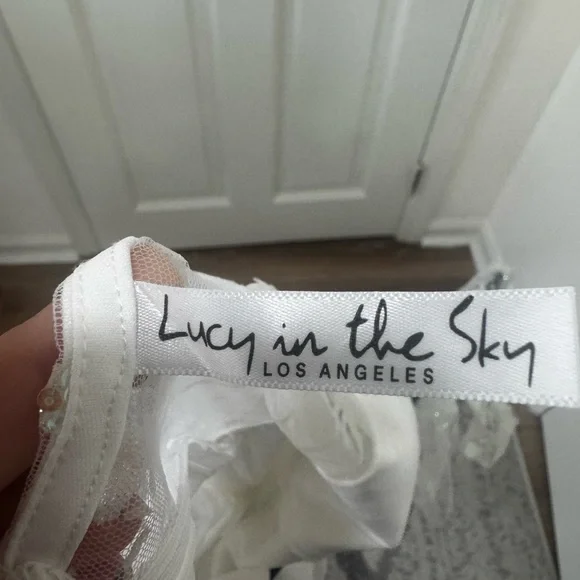 Lucy in the Sky
LOS ANGELES